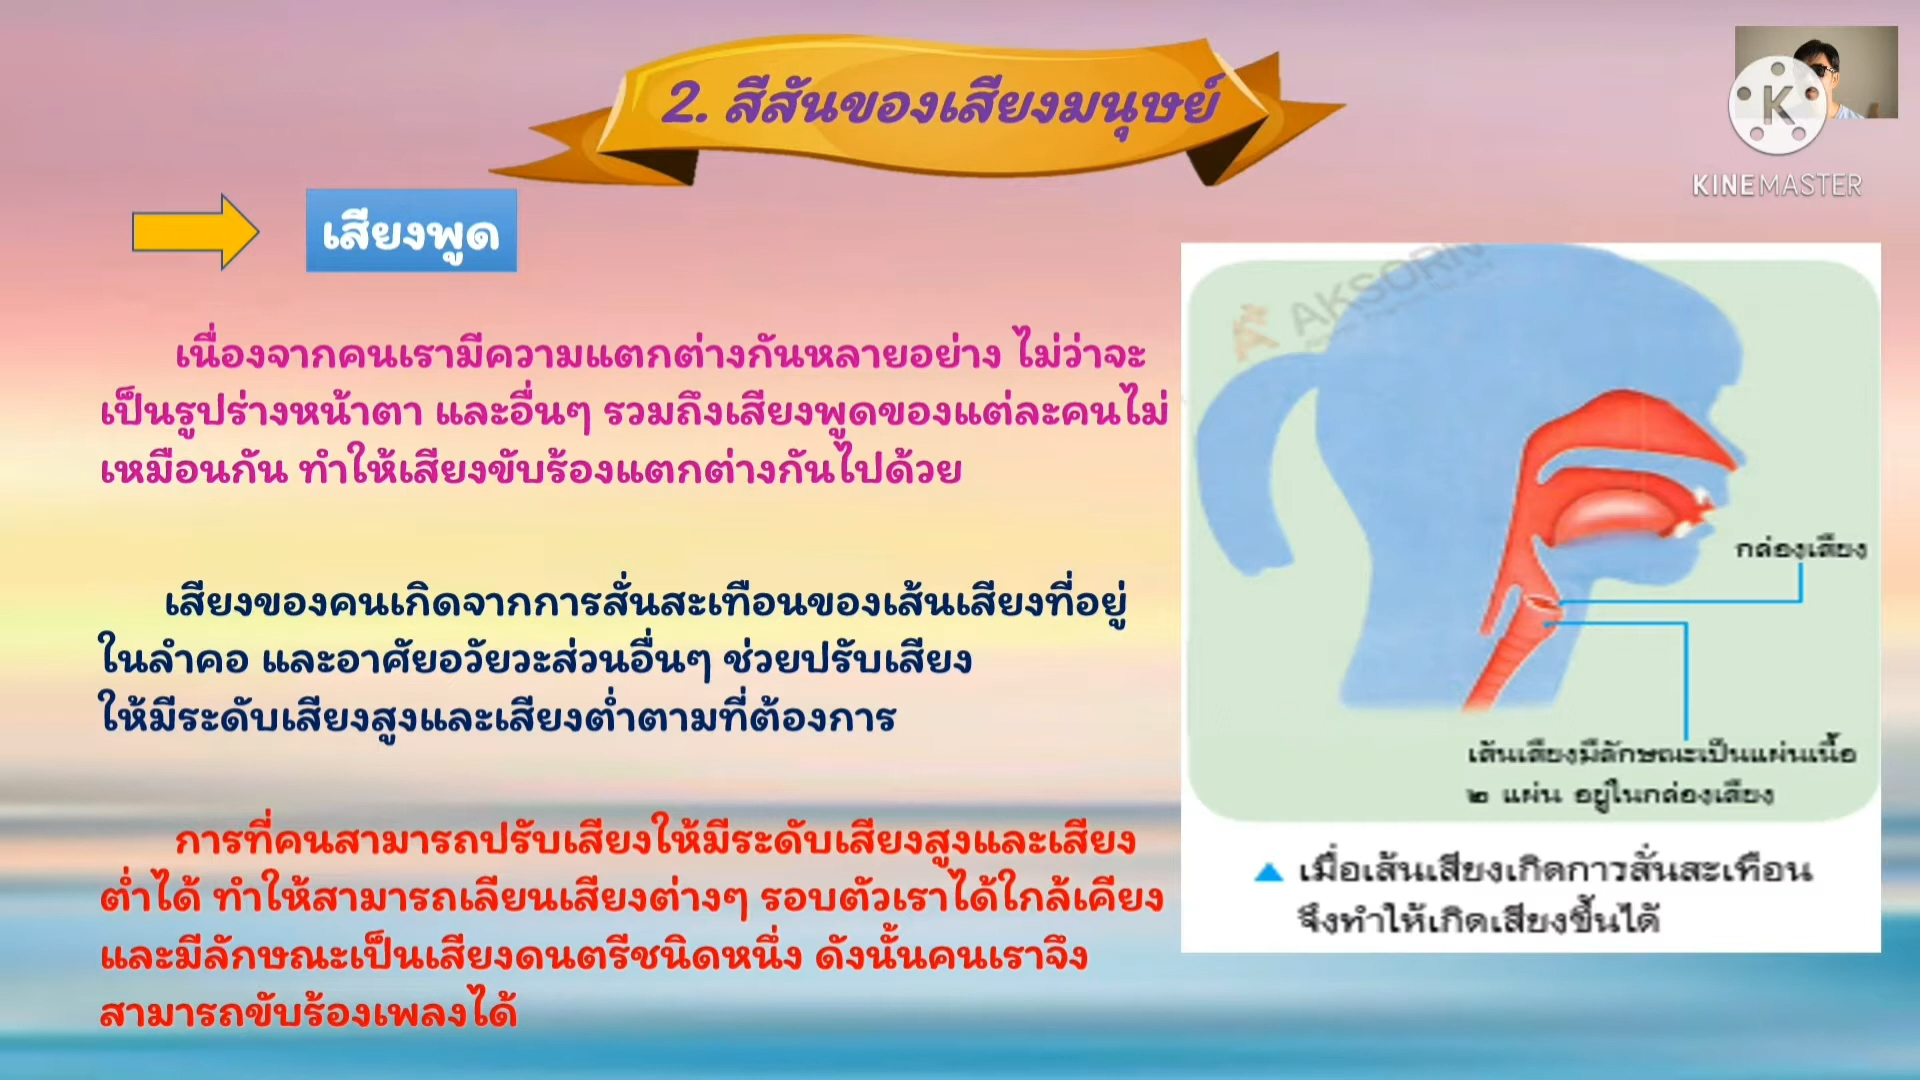 2. สีสันของเสียงมนุษย์
K
KINEMASTER
เสียงพูด
เนื่องจากคนเรามีความแตกต่างกันหลายอย่าง ไม่ว่าจะ
เป็นรูปร่างหน้าตา และอื่นๆ รวมถึงเสียงพูดของแต่ละคนไม่
เหมือนกัน ทำให้เสียงขับร้องแตกต่างกันไปด้วย
เสียงของคนเกิดจากการสั่นสะเทือนของเส้นเสียงที่อยู่
ในลำคอ และอาศัยอวัยวะส่วนอื่นๆ ช่วยปรับเสียง
ให้มีระดับเสียงสูงและเสียงต่ำตามที่ต้องการ
การที่คนสามารถปรับเสียงให้มีระดับเสียงสูงและเสียง
ต่ำได้ ทำให้สามารถเลียนเสียงต่างๆ รอบตัวเราได้ใกล้เคียง
และมีลักษณะเป็นเสียงดนตรีชนิดหนึ่ง ดังนั้นคนเราจึง
สามารถขับร้องเพลงได้
AKSORN
กล่องเสียง
เส้นเสียงมีลักษณะเป็นแผ่นเนื้อ
๒ แผ่น อยู่ในกล่องเสียง
เมื่อเส้นเสียงเกิดการสั่นสะเทือน
จึงทำให้เกิดเสียงขึ้นได้